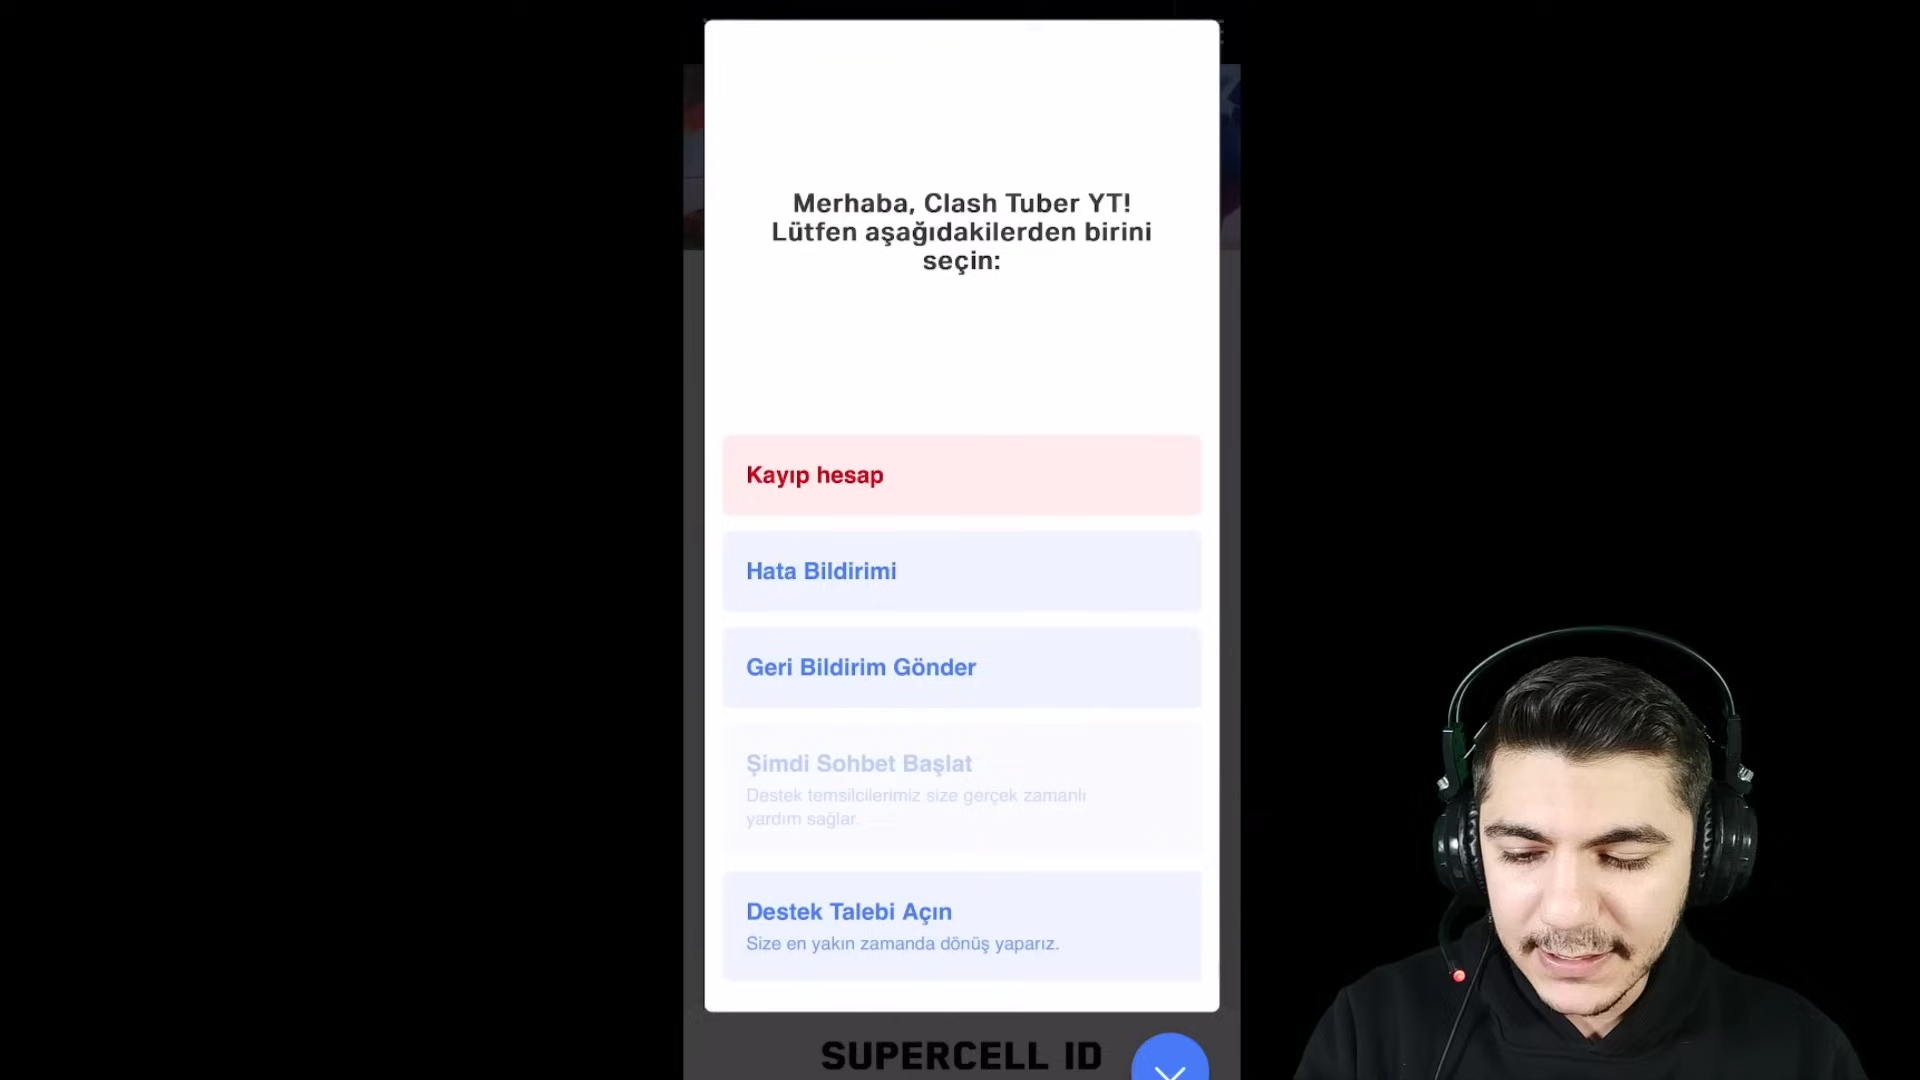 Merhaba, Clash Tuber YT!
Lütfen aşağıdakilerden birini
seçin:
Kayıp hesap
Hata Bildirimi
Geri Bildirim Gönder
Şimdi Sohbet Başlat
Destek temsilcilerimiz size gerçek zamanlı
yardım sağlar.
Destek Talebi Açın
Size en yakın zamanda dönüş yaparız.
SUPERCELL ID